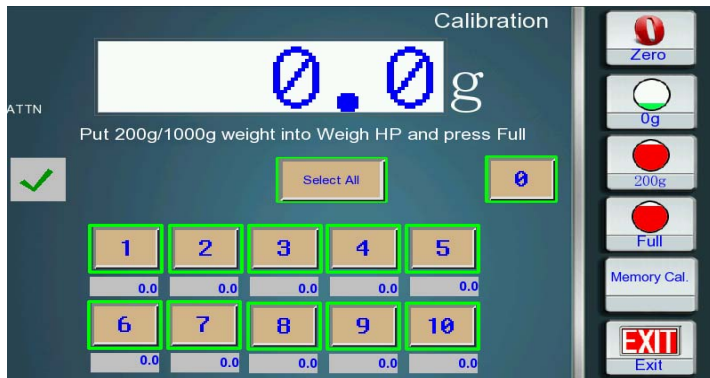 Calibration
0.0g
ATTN
Put 200g/1000g weight into Weigh HP and press Full
Select All
0
1 2 3 4 5
0.0 0.0 0.0 0.0 0.0
6 7 8 9 10
0.0 0.0 0.0 0.0 0.0
0
Zero
0g
200g
Full
Memory Cal.
EXIT
Exit